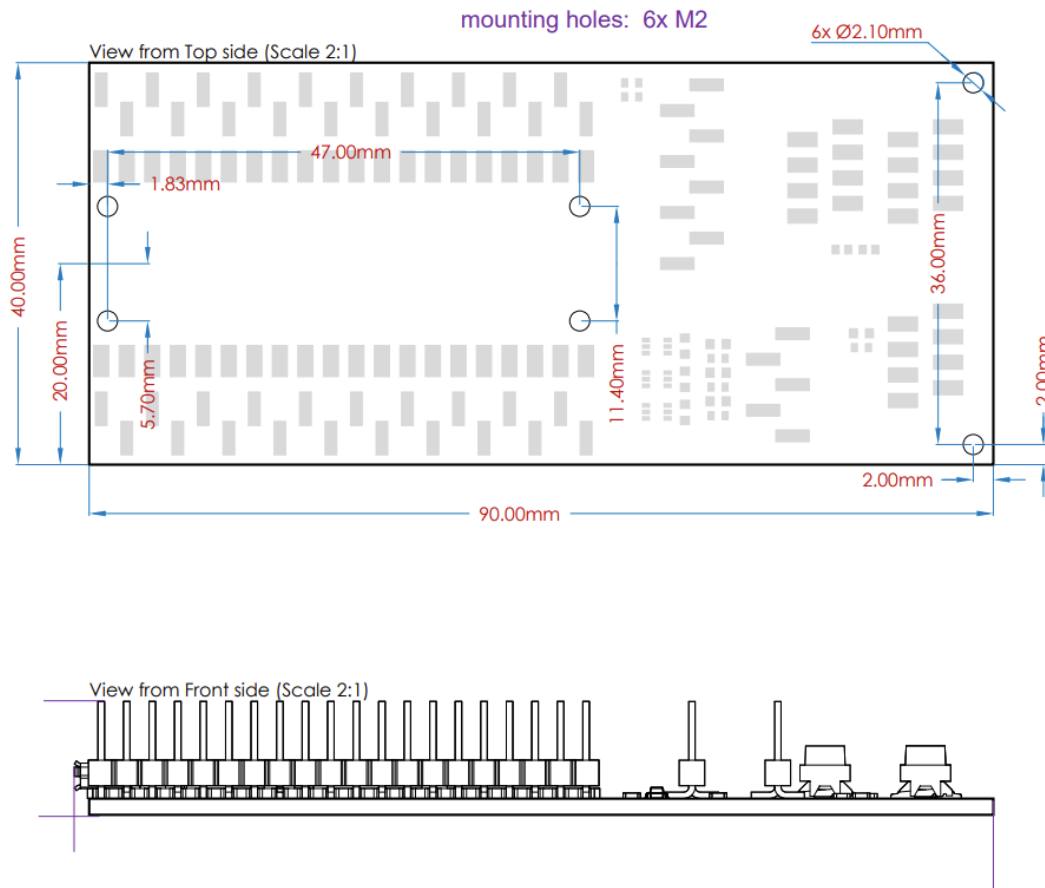 mounting holes: 6x M2
6x Ø2.10mm
View from Top side (Scale 2:1)
47.00mm
1.83mm
40.00mm
20.00mm
5.70mm
11.40mm
36.00mm
2.00mm
2.00mm
90.00mm
View from Front side (Scale 2:1)